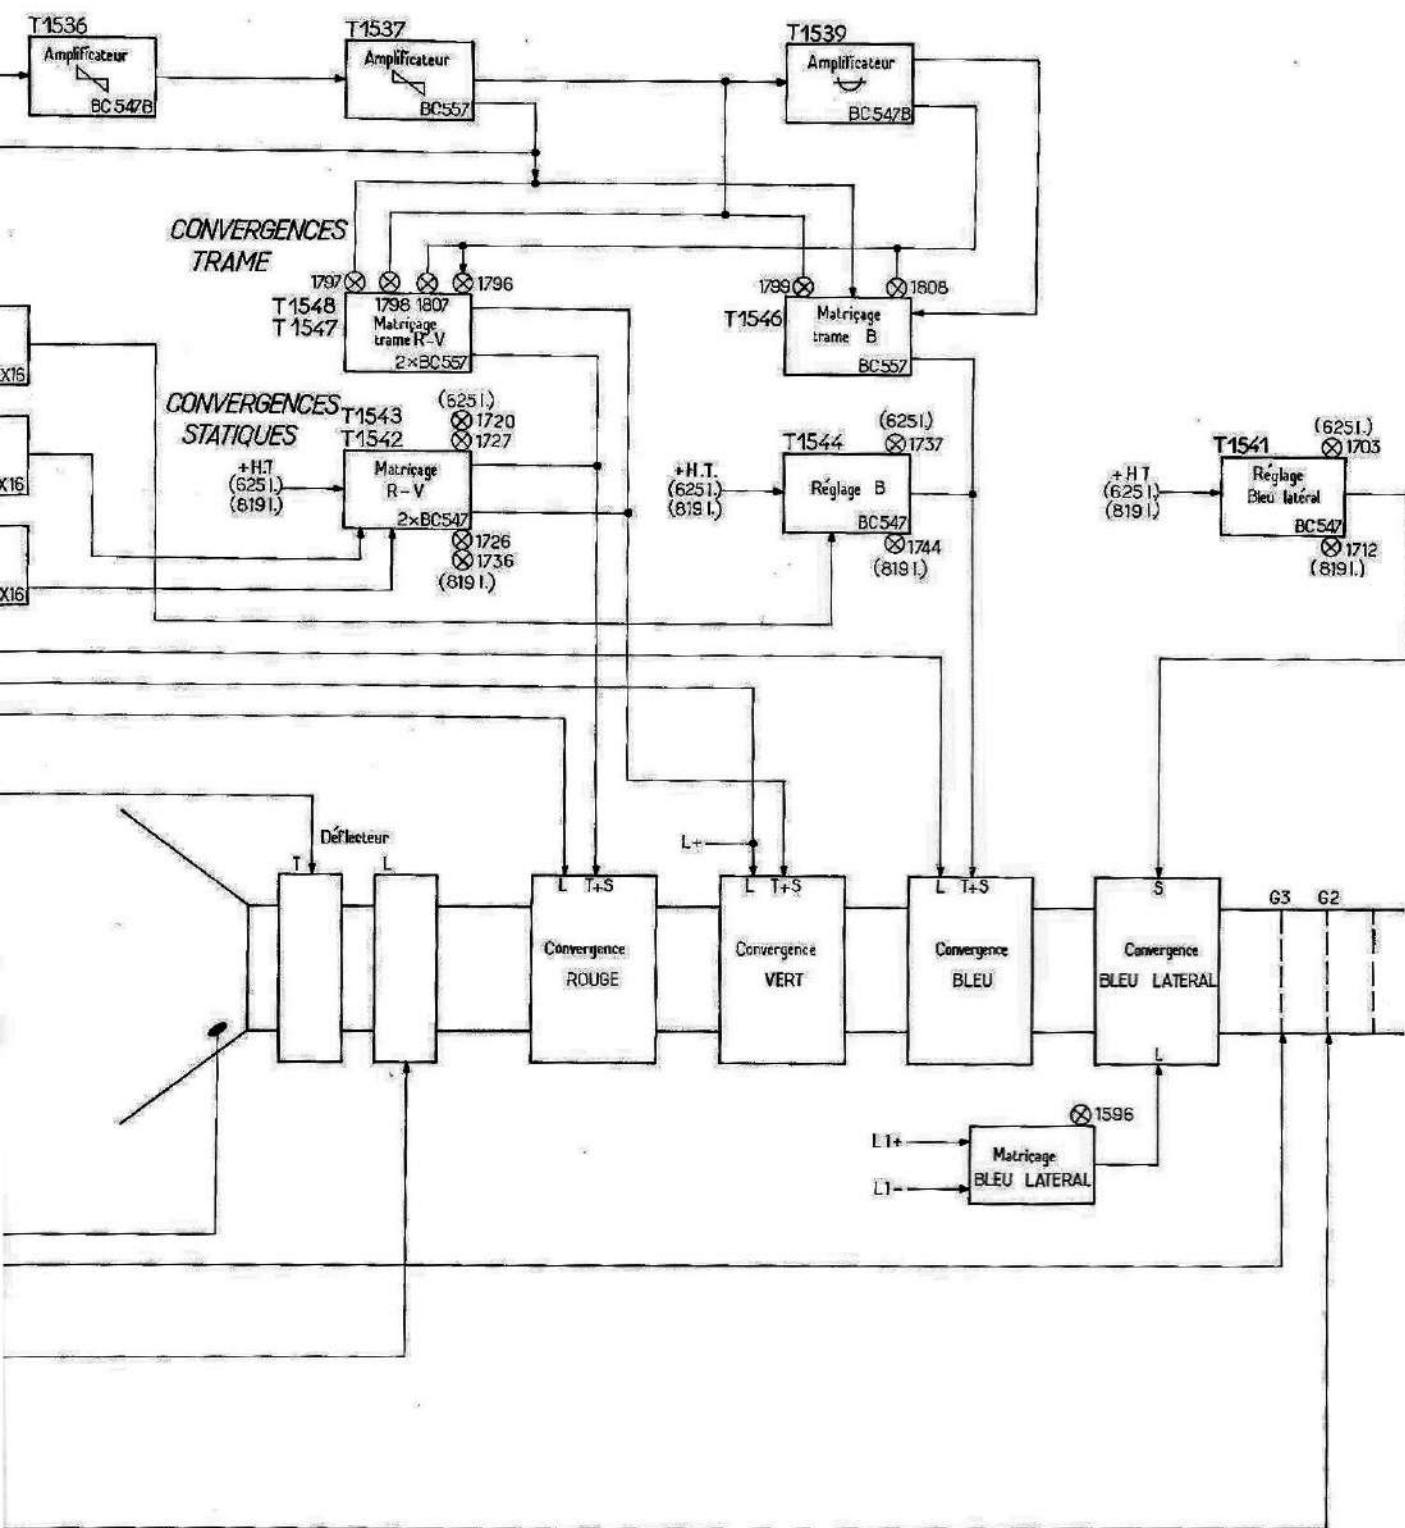 T1536
Amplificateur
BC547B
T1537
Amplificateur
BC557
T1539
Amplificateur
BC547B
CONVERGENCES
TRAME
1797
1798 1807
1796
T1548
T1547
Matriçage
trame R-V
2×BC557
1799
1808
T1546
Matriçage
trame B
BC557
X16
X16
X16
CONVERGENCES
STATIQUES
T1543
T1542
(625 l.)
1720
1727
+H.T
(625 l.)
(819 l.)
Matriçage
R-V
2×BC547
1726
1736
(819 l.)
T1544
(625 l.)
1737
+H.T.
(625 l.)
(819 l.)
Réglage B
BC547
1744
(819 l.)
T1541
(625 l.)
1703
+H T
(625 l.)
(819 l.)
Réglage
Bleu latéral
BC547
1712
(819 l.)
Déflecteur
T
L
L+
L T+S
Convergence
ROUGE
L T+S
Convergence
VERT
L T+S
Convergence
BLEU
S
Convergence
BLEU LATERAL
L
G3 G2
1596
L1+
L1-
Matriçage
BLEU LATERAL